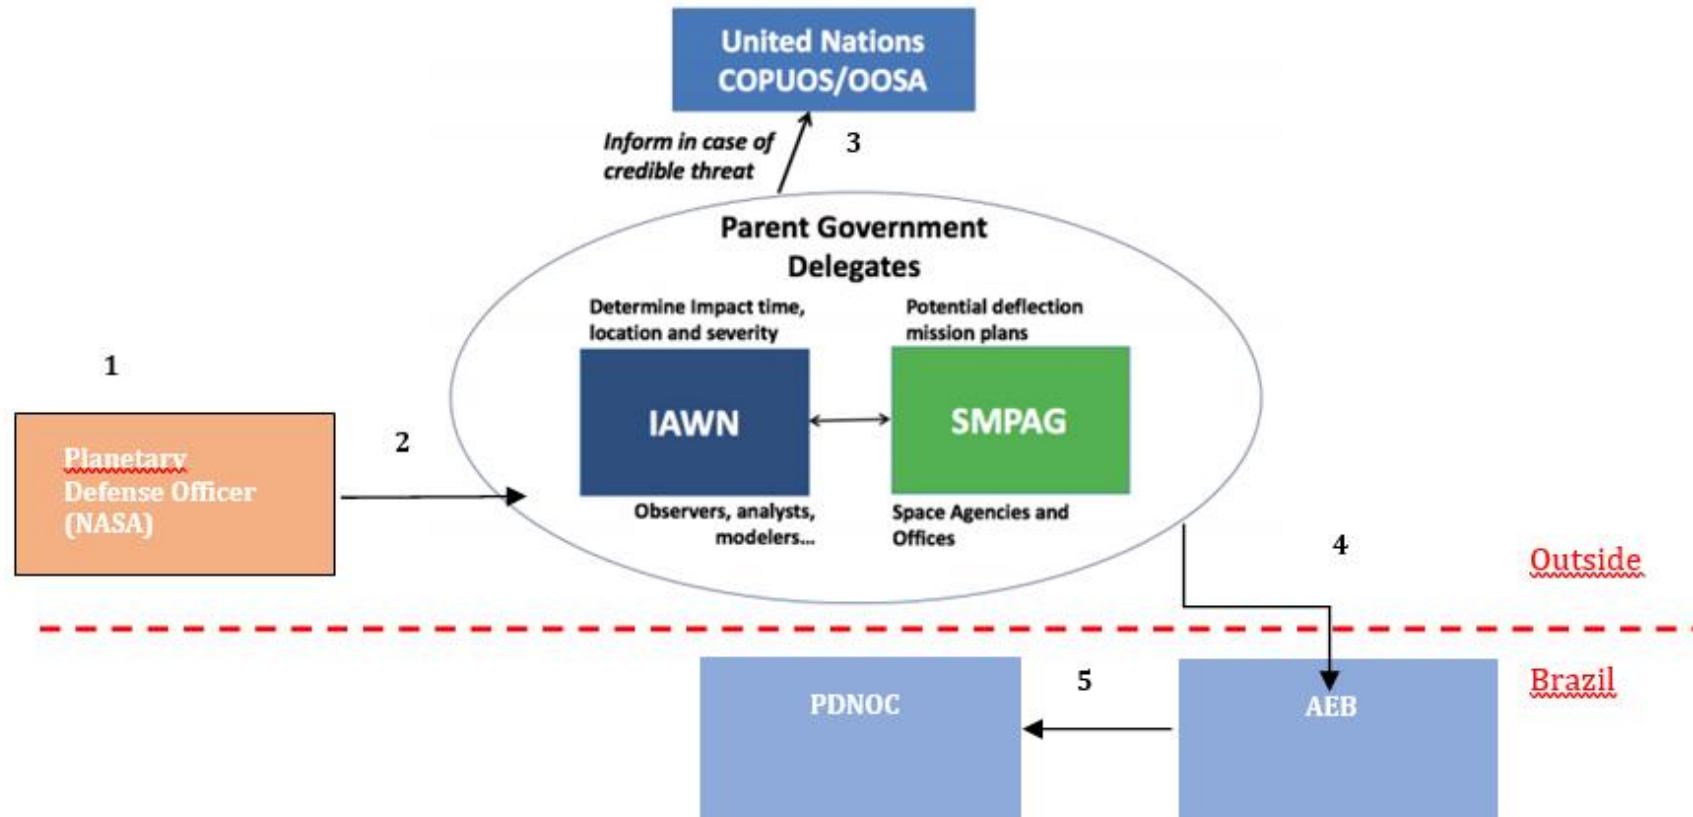 United Nations
COPUOS/OOSA
Inform in case of
credible threat
3
Parent Government
Delegates
Determine Impact time,
location and severity
Potential deflection
mission plans
1
2
Planetary
Defense Officer
(NASA)
IAWN
SMPAG
Observers, analysts,
modelers...
Space Agencies and
Offices
4
Outside
5
Brazil
PDNOC
AEB